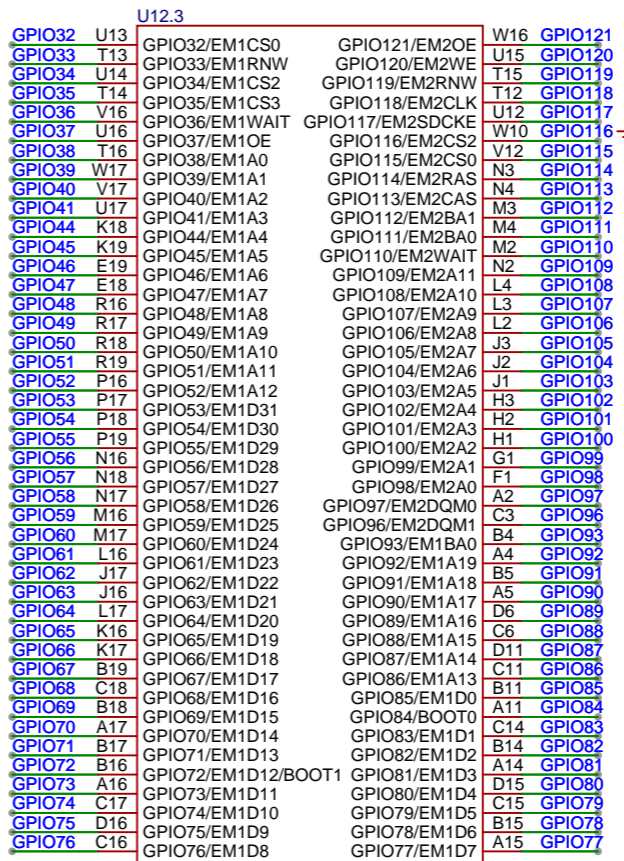 U12.3
GPIO32 U13 GPIO32/EM1CS0 GPIO121/EM2OE W16 GPIO121
GPIO33 T13 GPIO33/EM1RNW GPIO120/EM2WE U15 GPIO120
GPIO34 U14 GPIO34/EM1CS2 GPIO119/EM2RNW T15 GPIO119
GPIO35 T14 GPIO35/EM1CS3 GPIO118/EM2CLK T12 GPIO118
GPIO36 V16 GPIO36/EM1WAIT GPIO117/EM2SDCKE U12 GPIO117
GPIO37 U16 GPIO37/EM1OE GPIO116/EM2CS2 W10 GPIO116
GPIO38 T16 GPIO38/EM1A0 GPIO115/EM2CS0 V12 GPIO115
GPIO39 W17 GPIO39/EM1A1 GPIO114/EM2RAS N3 GPIO114
GPIO40 V17 GPIO40/EM1A2 GPIO113/EM2CAS N4 GPIO113
GPIO41 U17 GPIO41/EM1A3 GPIO112/EM2BA1 M3 GPIO112
GPIO44 K18 GPIO44/EM1A4 GPIO111/EM2BA0 M4 GPIO111
GPIO45 K19 GPIO45/EM1A5 GPIO110/EM2WAIT M2 GPIO110
GPIO46 E19 GPIO46/EM1A6 GPIO109/EM2A11 N2 GPIO109
GPIO47 E18 GPIO47/EM1A7 GPIO108/EM2A10 L4 GPIO108
GPIO48 R16 GPIO48/EM1A8 GPIO107/EM2A9 L3 GPIO107
GPIO49 R17 GPIO49/EM1A9 GPIO106/EM2A8 L2 GPIO106
GPIO50 R18 GPIO50/EM1A10 GPIO105/EM2A7 J3 GPIO105
GPIO51 R19 GPIO51/EM1A11 GPIO104/EM2A6 J2 GPIO104
GPIO52 P16 GPIO52/EM1A12 GPIO103/EM2A5 J1 GPIO103
GPIO53 P17 GPIO53/EM1D31 GPIO102/EM2A4 H3 GPIO102
GPIO54 P18 GPIO54/EM1D30 GPIO101/EM2A3 H2 GPIO101
GPIO55 P19 GPIO55/EM1D29 GPIO100/EM2A2 H1 GPIO100
GPIO56 N16 GPIO56/EM1D28 GPIO99/EM2A1 G1 GPIO99
GPIO57 N18 GPIO57/EM1D27 GPIO98/EM2A0 F1 GPIO98
GPIO58 N17 GPIO58/EM1D26 GPIO97/EM2DQM0 A2 GPIO97
GPIO59 M16 GPIO59/EM1D25 GPIO96/EM2DQM1 C3 GPIO96
GPIO60 M17 GPIO60/EM1D24 GPIO93/EM1BA0 B4 GPIO93
GPIO61 L16 GPIO61/EM1D23 GPIO92/EM1A19 A4 GPIO92
GPIO62 J17 GPIO62/EM1D22 GPIO91/EM1A18 B5 GPIO91
GPIO63 J16 GPIO63/EM1D21 GPIO90/EM1A17 A5 GPIO90
GPIO64 L17 GPIO64/EM1D20 GPIO89/EM1A16 D6 GPIO89
GPIO65 K16 GPIO65/EM1D19 GPIO88/EM1A15 C6 GPIO88
GPIO66 K17 GPIO66/EM1D18 GPIO87/EM1A14 D11 GPIO87
GPIO67 B19 GPIO67/EM1D17 GPIO86/EM1A13 C11 GPIO86
GPIO68 C18 GPIO68/EM1D16 GPIO85/EM1D0 B11 GPIO85
GPIO69 B18 GPIO69/EM1D15 GPIO84/BOOT0 A11 GPIO84
GPIO70 A17 GPIO70/EM1D14 GPIO83/EM1D1 C14 GPIO83
GPIO71 B17 GPIO71/EM1D13 GPIO82/EM1D2 B14 GPIO82
GPIO72 B16 GPIO72/EM1D12/BOOT1 GPIO81/EM1D3 A14 GPIO81
GPIO73 A16 GPIO73/EM1D11 GPIO80/EM1D4 D15 GPIO80
GPIO74 C17 GPIO74/EM1D10 GPIO79/EM1D5 C15 GPIO79
GPIO75 D16 GPIO75/EM1D9 GPIO78/EM1D6 B15 GPIO78
GPIO76 C16 GPIO76/EM1D8 GPIO77/EM1D7 A15 GPIO77